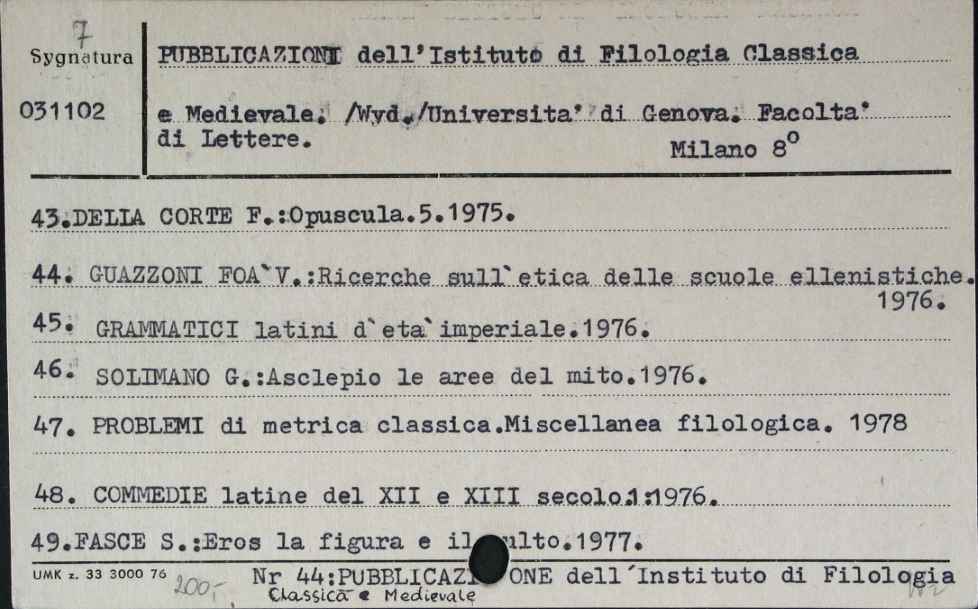 7
Sygnatura
PUBBLICAZIONI dell'Istituto di Filologia Classica
031102
e Medievale. /Wyd./Universita' di Genova. Facolta'
di Lettere.
Milano 8o
43.DELLA CORTE F.:Opuscula.5.1975.
44. GUAZZONI FOA`V.:Ricerche sull`etica delle scuole ellenistiche.
1976.
45. GRAMMATICI latini d`eta`imperiale.1976.
46. SOLIMANO G.:Asclepio le aree del mito.1976.
47. PROBLEMI di metrica classica.Miscellanea filologica. 1978
48. COMMEDIE latine del XII e XIII secolo.1:1976.
49.FASCE S.:Eros la figura e il ulto.1977.
UMK z. 33 3000 76
200,-
Nr 44:PUBBLICAZI ONE dell´Instituto di Filologia
Classica e Medievale